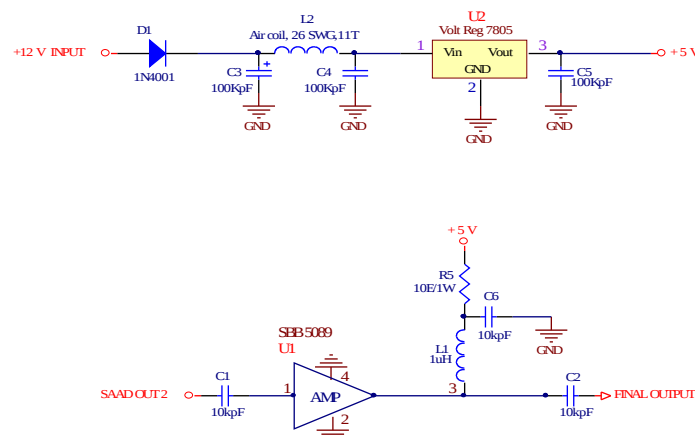 D1
+12 V INPUT
1N4001
L2
Air coil, 26 SWG,11T
C3
+
100KpF
GND
C4
100KpF
GND
U2
Volt Reg 7805
1
Vin
Vout
3
GND
2
GND
C5
100KpF
GND
+5 V
+5 V
R5
10E/1W
C6
10kpF
GND
L1
1uH
SBB 5089
U1
SAAD OUT 2
C1
10kpF
1
AMP
4
2
3
C2
10kpF
FINAL OUTPUT